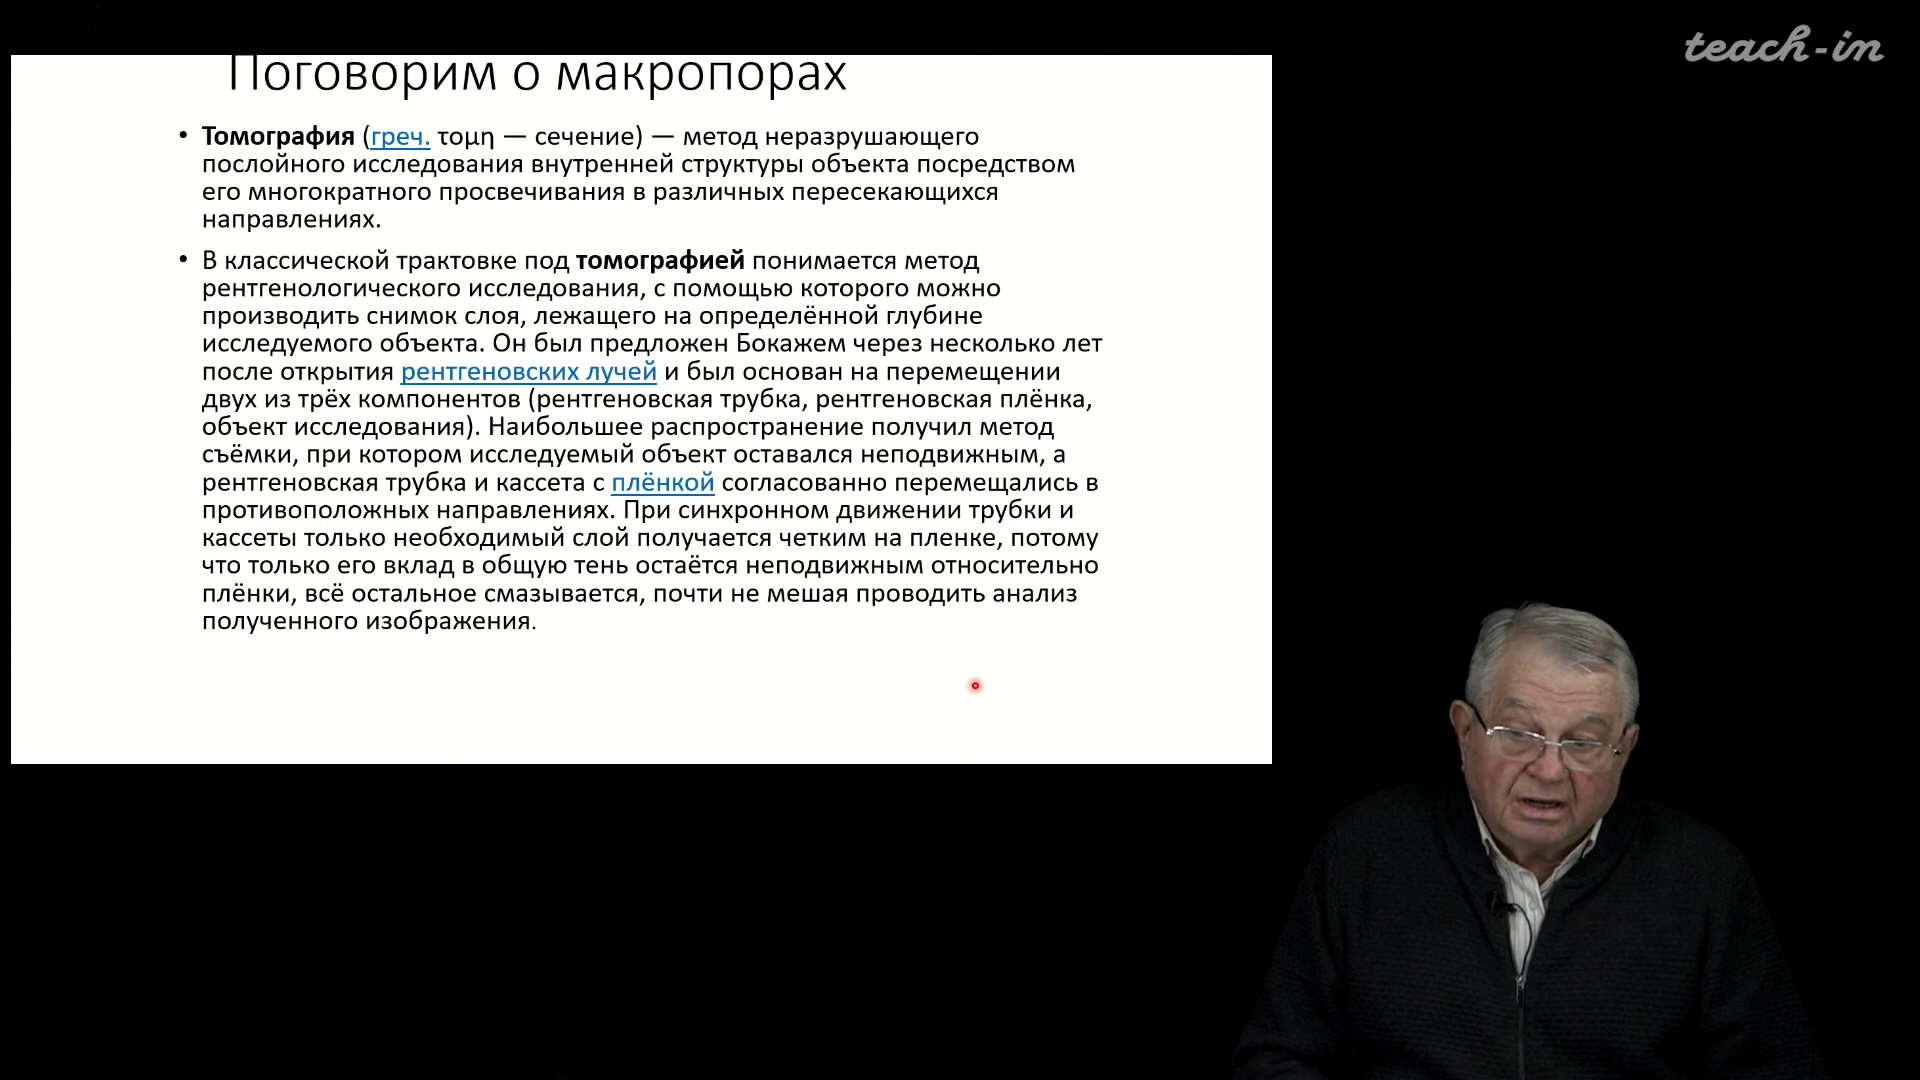 teach-in
Поговорим о макропорах
• Томография (греч. τομη — сечение) — метод неразрушающего
послойного исследования внутренней структуры объекта посредством
его многократного просвечивания в различных пересекающихся
направлениях.
• В классической трактовке под томографией понимается метод
рентгенологического исследования, с помощью которого можно
производить снимок слоя, лежащего на определённой глубине
исследуемого объекта. Он был предложен Бокажем через несколько лет
после открытия рентгеновских лучей и был основан на перемещении
двух из трёх компонентов (рентгеновская трубка, рентгеновская плёнка,
объект исследования). Наибольшее распространение получил метод
съёмки, при котором исследуемый объект оставался неподвижным, а
рентгеновская трубка и кассета с плёнкой согласованно перемещались в
противоположных направлениях. При синхронном движении трубки и
кассеты только необходимый слой получается четким на пленке, потому
что только его вклад в общую тень остаётся неподвижным относительно
плёнки, всё остальное смазывается, почти не мешая проводить анализ
полученного изображения.